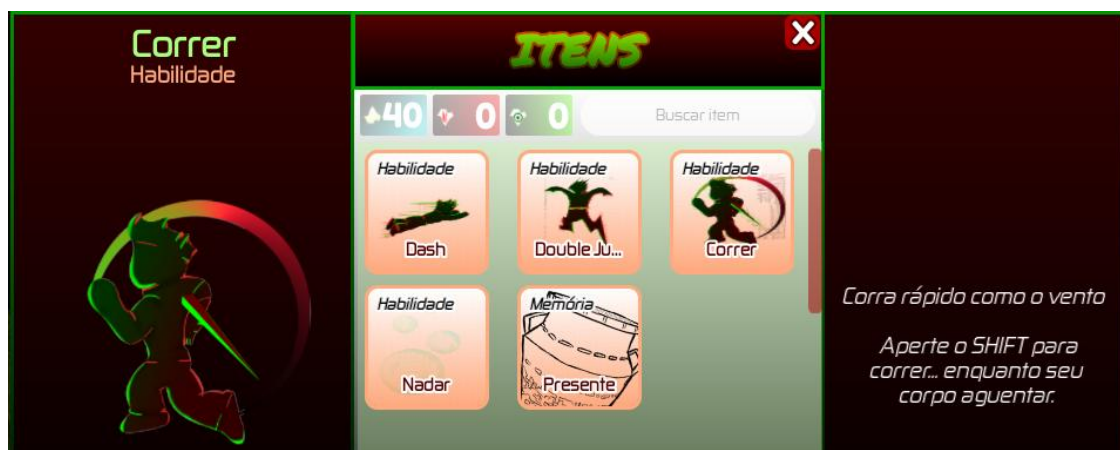 Correr
Habilidade
ITENS
X
40 0 0 Buscar item
Habilidade
Dash
Habilidade
Double Ju...
Habilidade
Correr
Habilidade
Nadar
Memória
Presente
Corra rápido como o vento
Aperte o SHIFT para
correr... enquanto seu
corpo aguentar.